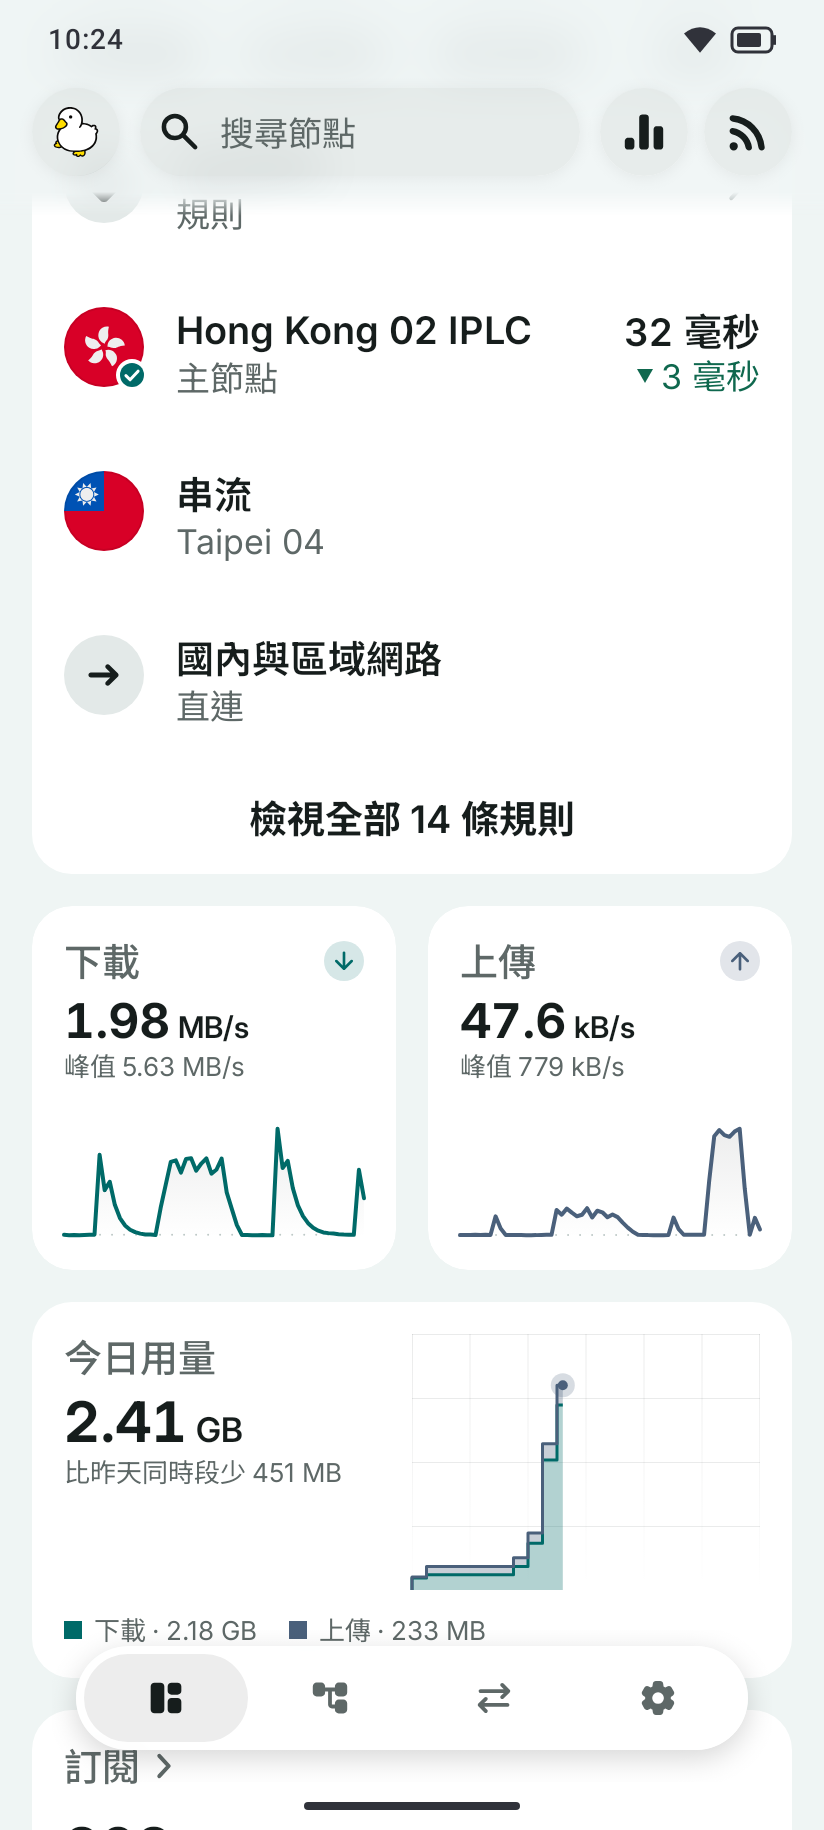 10:24
搜尋節點
規則
Hong Kong 02 IPLC
32 毫秒
主節點
▼3 毫秒
串流
Taipei 04
國內與區域網路
直連
檢視全部 14 條規則
下載
1.98 MB/s
峰值 5.63 MB/s
上傳
47.6 kB/s
峰值 779 kB/s
今日用量
2.41 GB
比昨天同時段少 451 MB
下載 · 2.18 GB
上傳 · 233 MB
訂閱